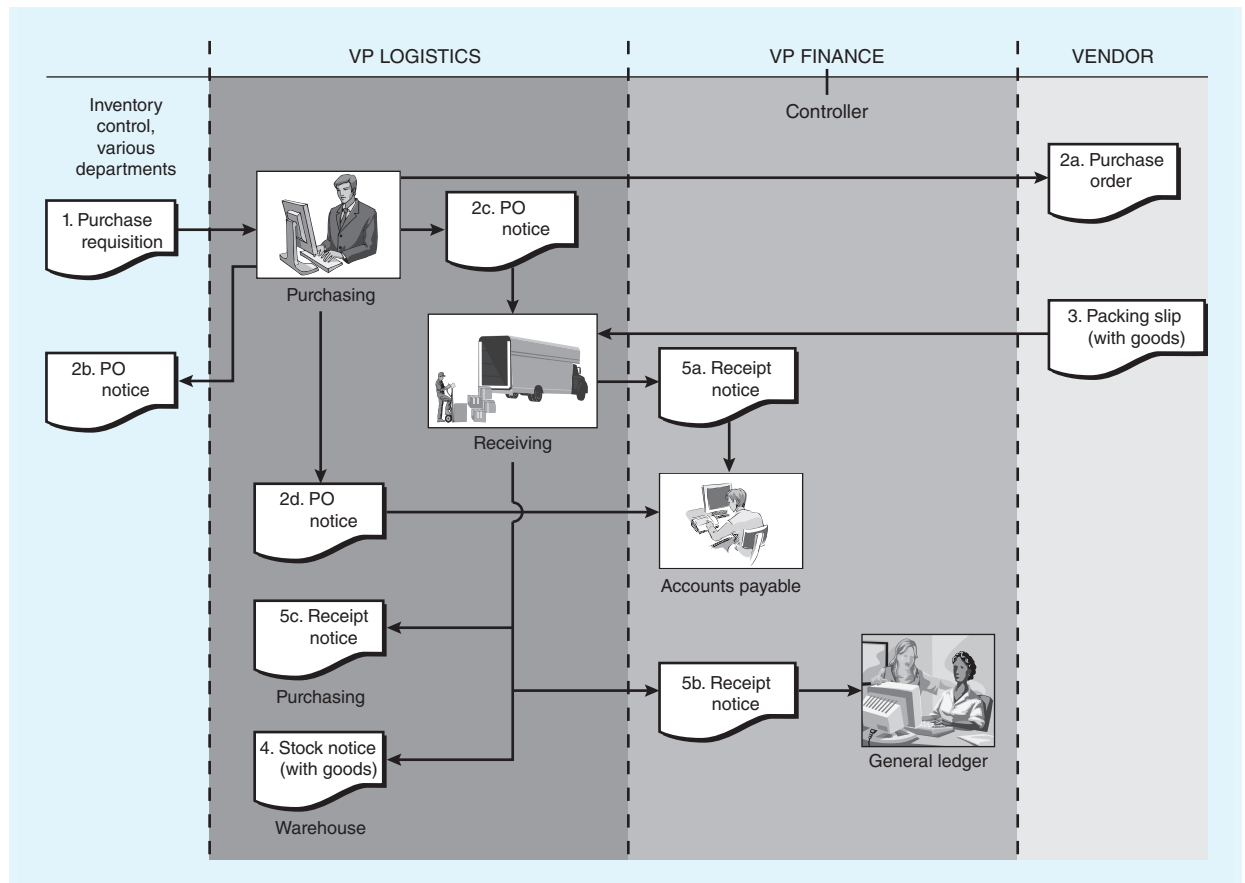 VP LOGISTICS
VP FINANCE
VENDOR
Inventory
control,
various
departments
Controller
1. Purchase
requisition
2a. Purchase
order
2c. PO
notice
Purchasing
2b. PO
notice
3. Packing slip
(with goods)
5a. Receipt
notice
Receiving
2d. PO
notice
Accounts payable
5c. Receipt
notice
Purchasing
5b. Receipt
notice
General ledger
4. Stock notice
(with goods)
Warehouse